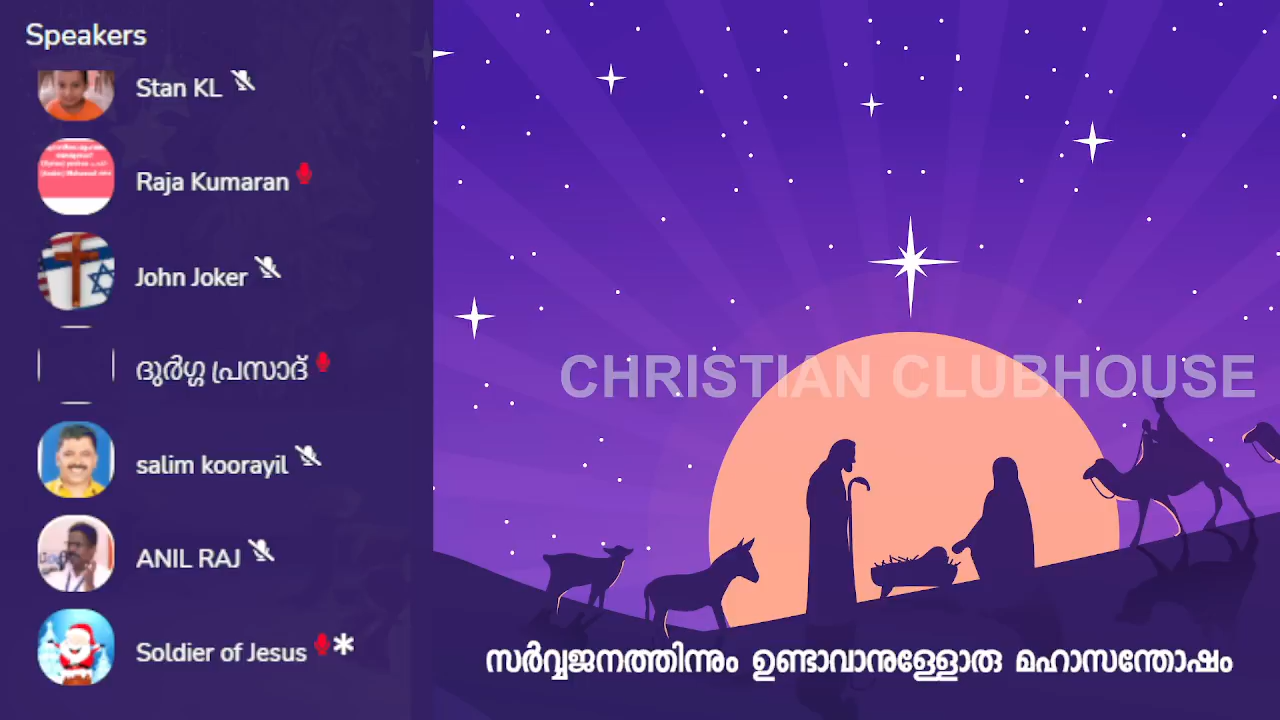 Speakers
Stan KL
Raja Kumaran
John Joker
ദുർഗ്ഗ പ്രസാദ്
salim koorayil
ANIL RAJ
Soldier of Jesus
CHRISTIAN CLUBHOUSE
സർവ്വജനത്തിന്നും ഉണ്ടാവാനുള്ളോരു മഹാസന്തോഷം